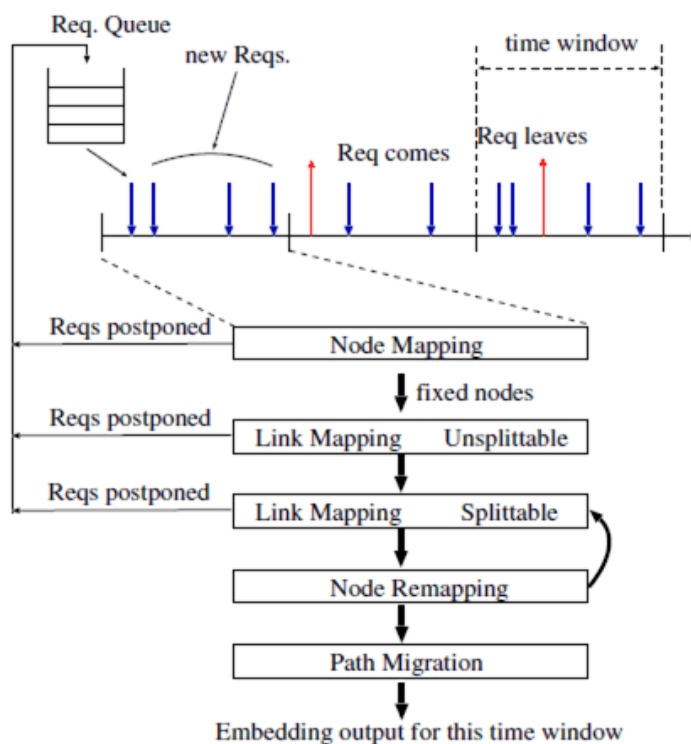 Req. Queue
new Reqs.
time window
Req comes
Req leaves
Reqs postponed
Node Mapping
fixed nodes
Reqs postponed
Link Mapping Unsplittable
Reqs postponed
Link Mapping Splittable
Node Remapping
Path Migration
Embedding output for this time window